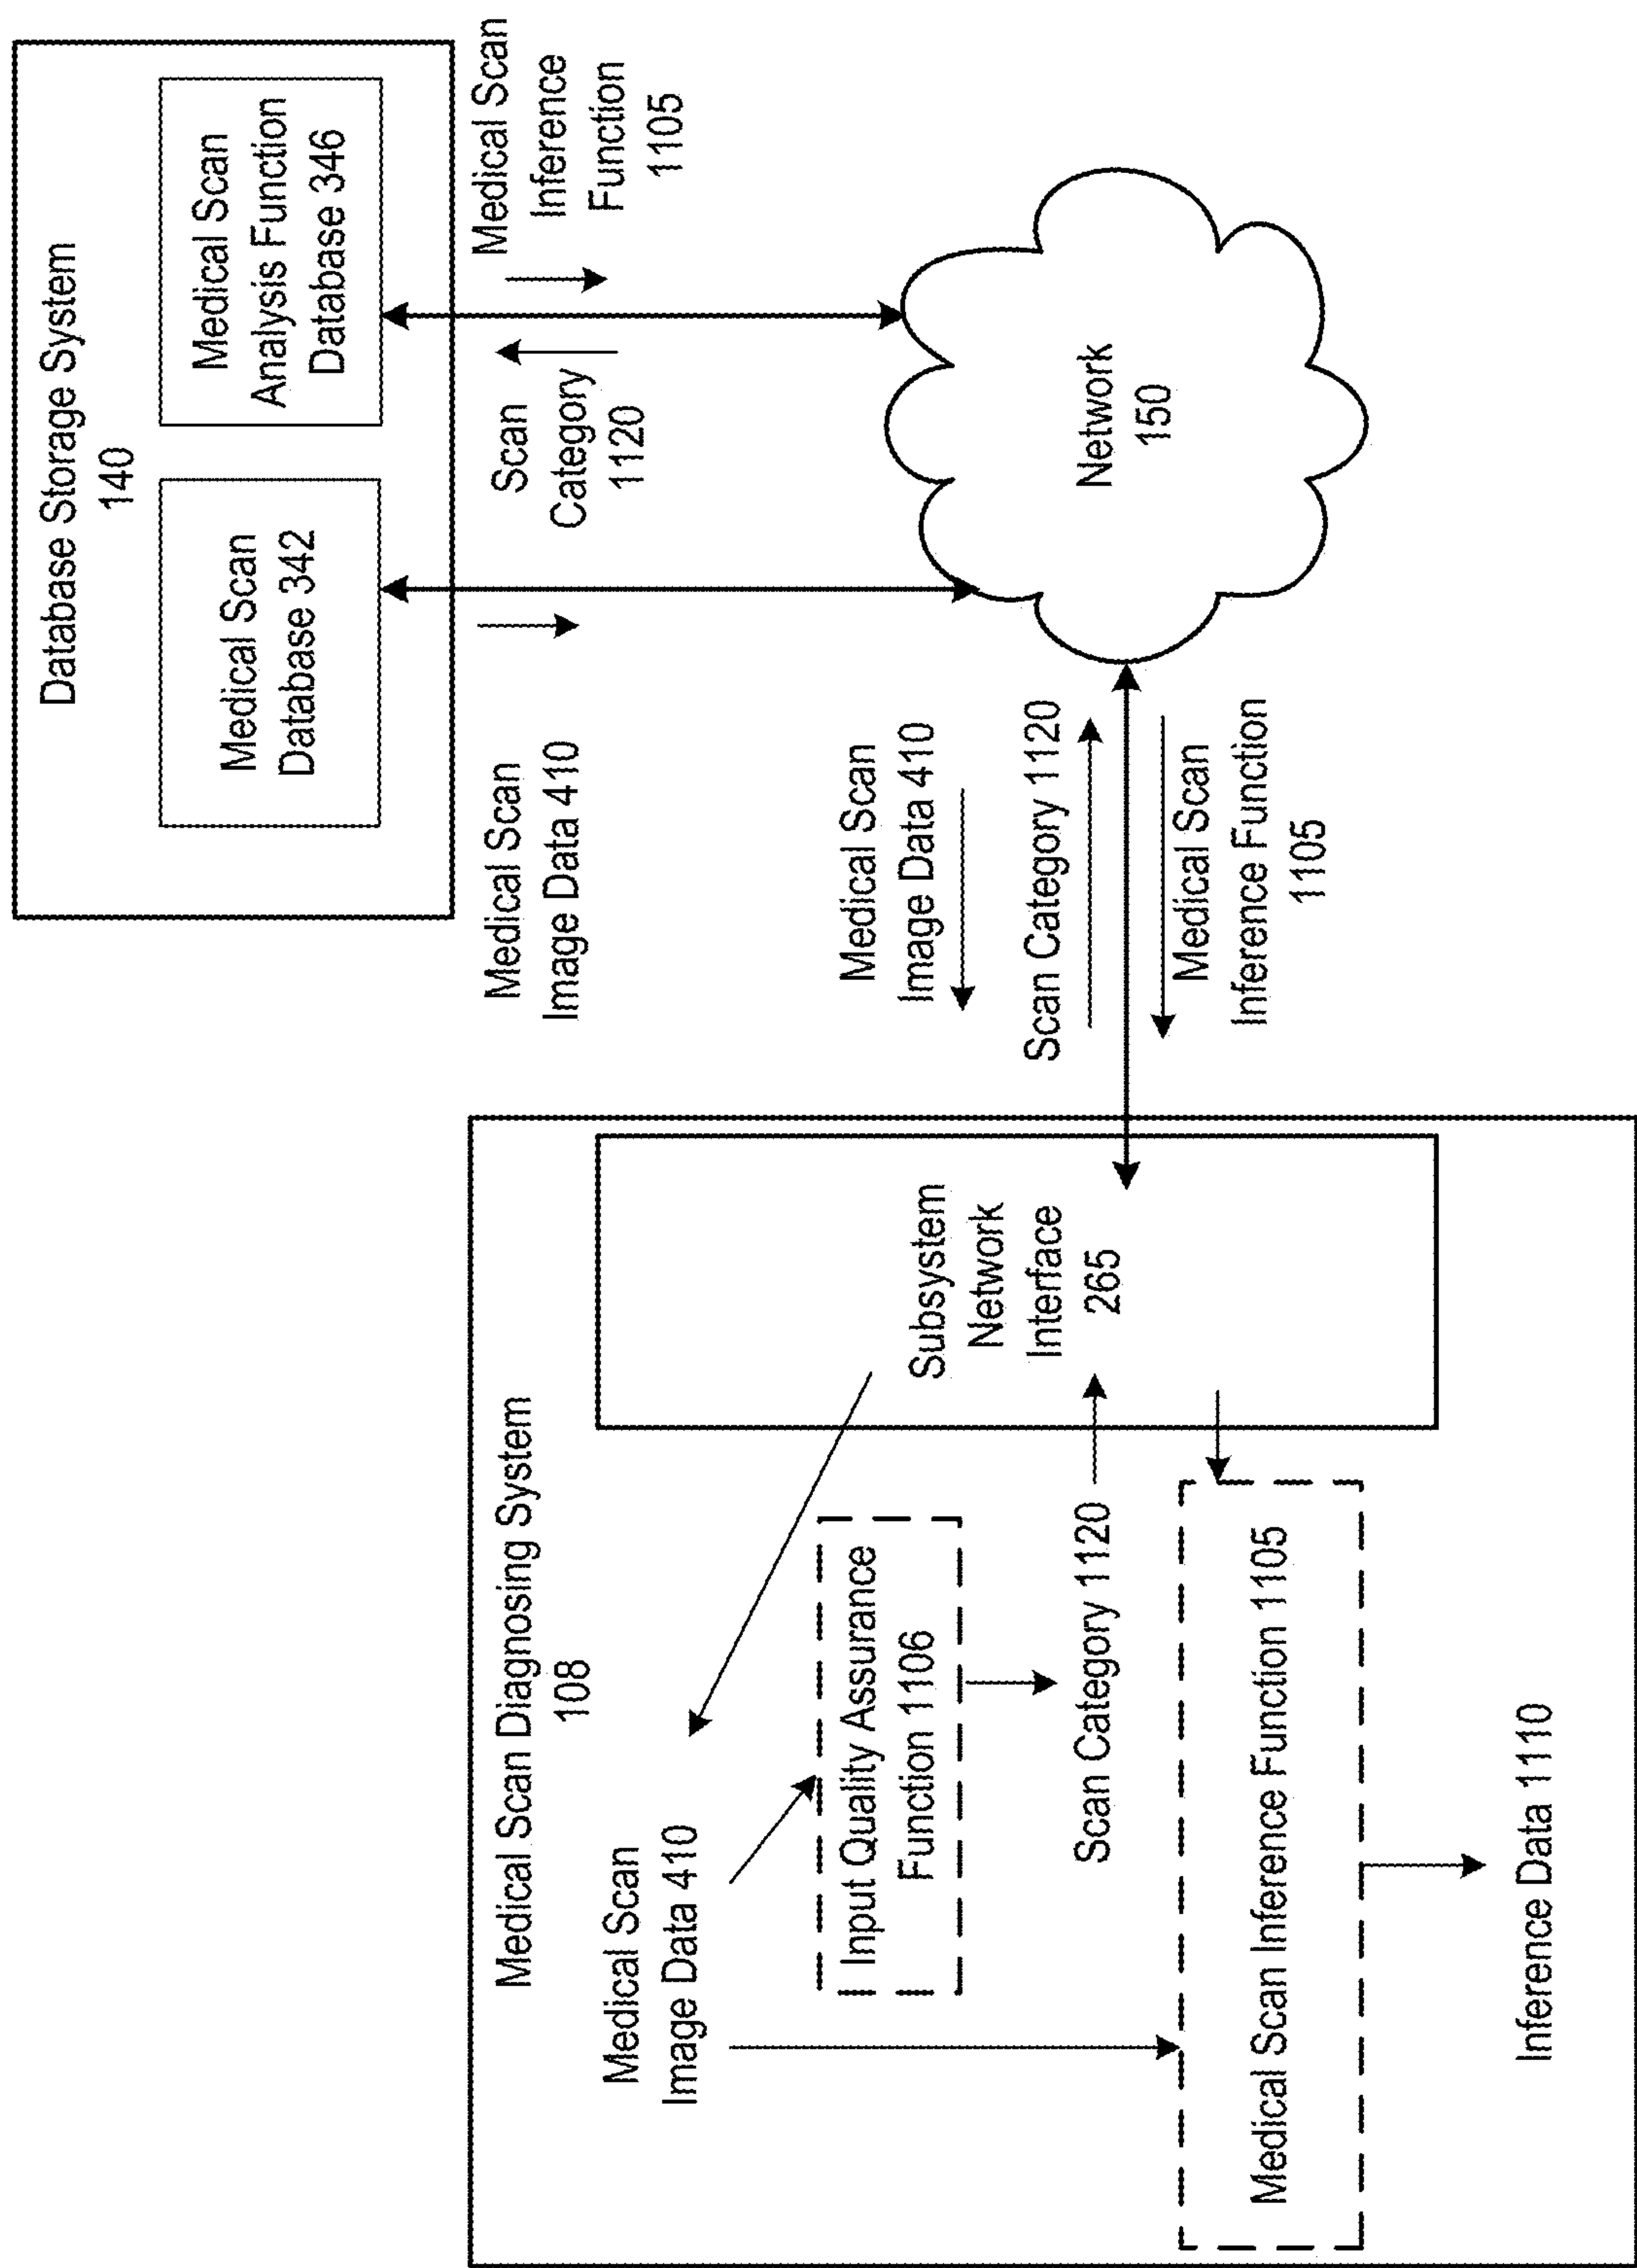 Database Storage System
140
Medical Scan
Database 342
Medical Scan
Analysis Function
Database 346
Medical Scan
Image Data 410
Scan
Category
1120
Medical Scan
Inference
Function
1105
Network
150
Medical Scan
Image Data 410
Scan Category 1120
Medical Scan
Inference Function
1105
Medical Scan Diagnosing System
108
Subsystem
Network
Interface
265
Medical Scan
Image Data 410
Input Quality Assurance
Function 1106
Scan Category 1120
Medical Scan Inference Function 1105
Inference Data 1110